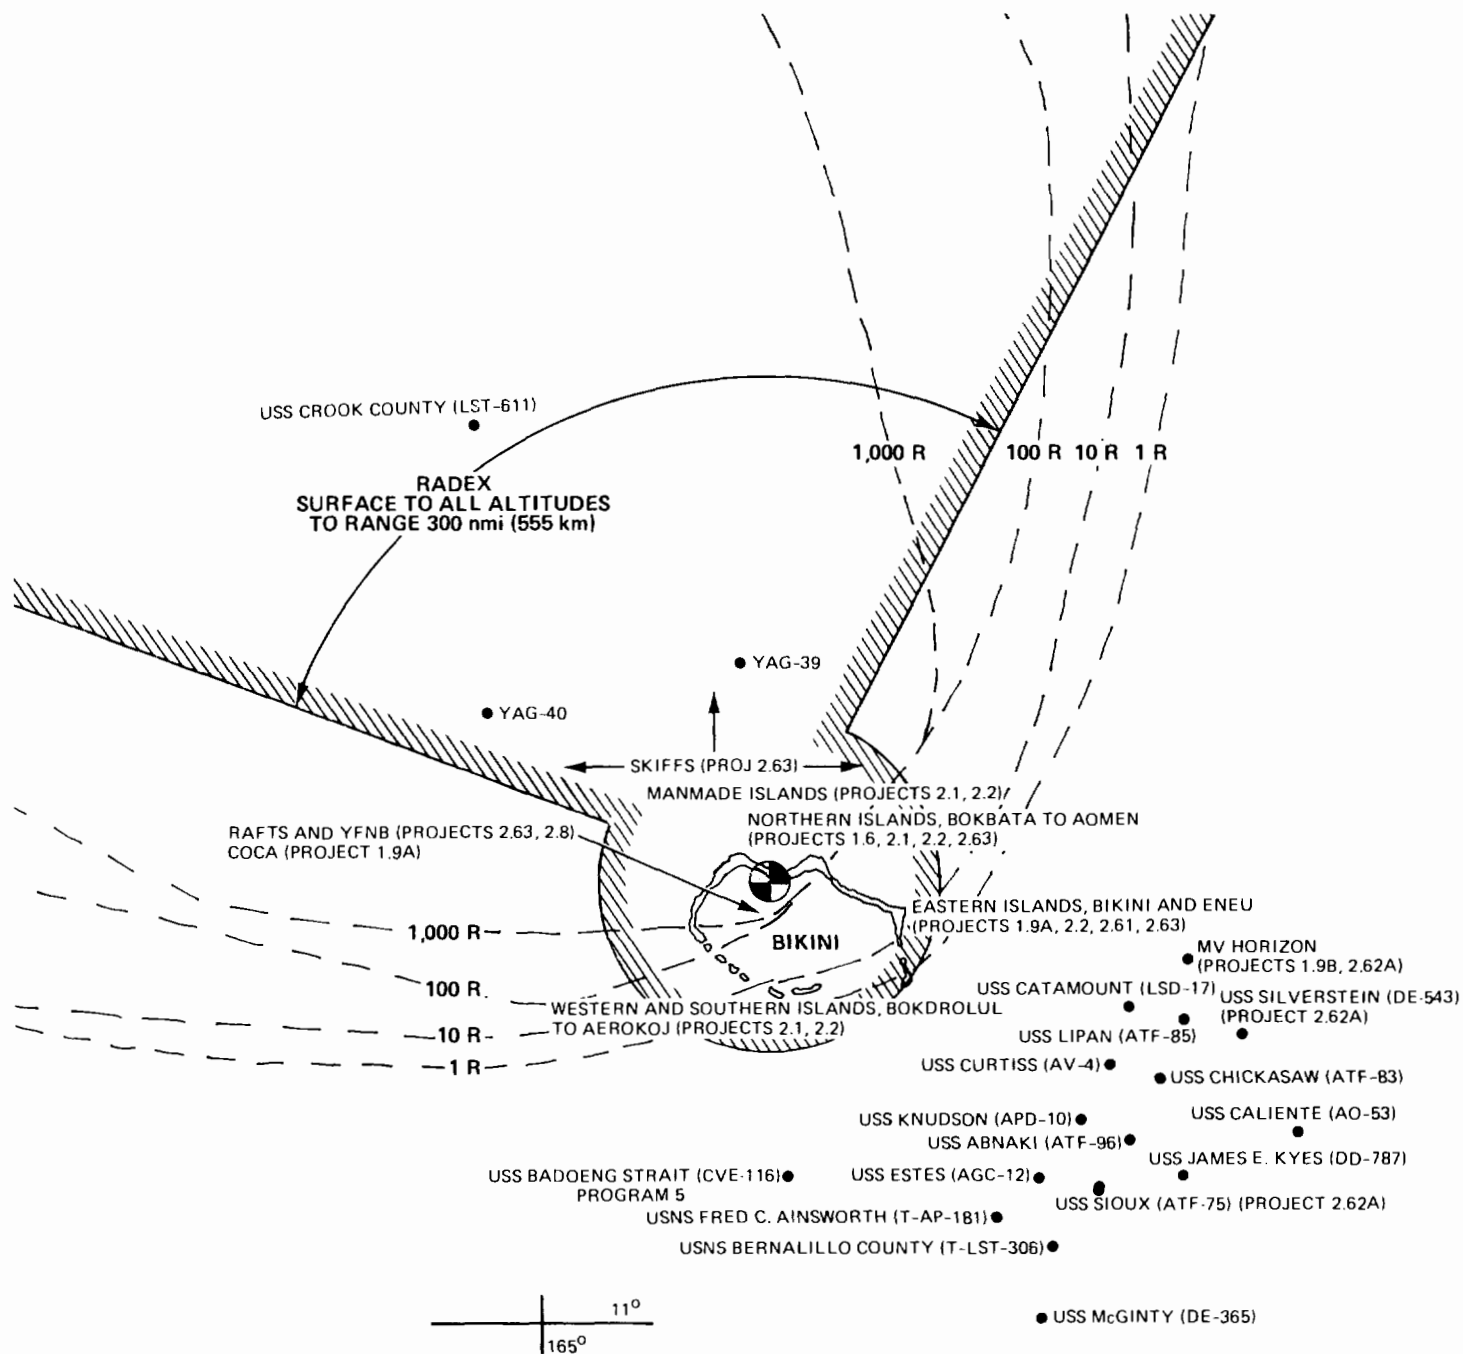 USS CROOK COUNTY (LST-611)
1,000 R
100 R
10 R
1 R
RADEX
SURFACE TO ALL ALTITUDES
TO RANGE 300 nmi (555 km)
YAG-39
YAG-40
SKIFFS (PROJ 2.63)
MANMADE ISLANDS (PROJECTS 2.1, 2.2)
NORTHERN ISLANDS, BOKBATA TO AOMEN
(PROJECTS 1.6, 2.1, 2.2, 2.63)
RAFTS AND YFNB (PROJECTS 2.63, 2.8)
COCA (PROJECT 1.9A)
EASTERN ISLANDS, BIKINI AND ENEU
(PROJECTS 1.9A, 2.2, 2.61, 2.63)
1,000 R
BIKINI
MV HORIZON
(PROJECTS 1.9B, 2.62A)
100 R
USS CATAMOUNT (LSD-17)
USS SILVERSTEIN (DE-543)
(PROJECT 2.62A)
WESTERN AND SOUTHERN ISLANDS, BOKDROLUL
TO AEROKOJ (PROJECTS 2.1, 2.2)
10 R
USS LIPAN (ATF-85)
1 R
USS CURTISS (AV-4)
USS CHICKASAW (ATF-83)
USS KNUDSON (APD-10)
USS CALIENTE (AO-53)
USS ABNAKI (ATF-96)
USS JAMES E. KYES (DD-787)
USS BADOENG STRAIT (CVE-116)
PROGRAM 5
USS ESTES (AGC-12)
USS SIOUX (ATF-75) (PROJECT 2.62A)
USNS FRED C. AINSWORTH (T-AP-181)
USNS BERNALILLO COUNTY (T-LST-306)
11°
165°
USS McGINTY (DE-365)